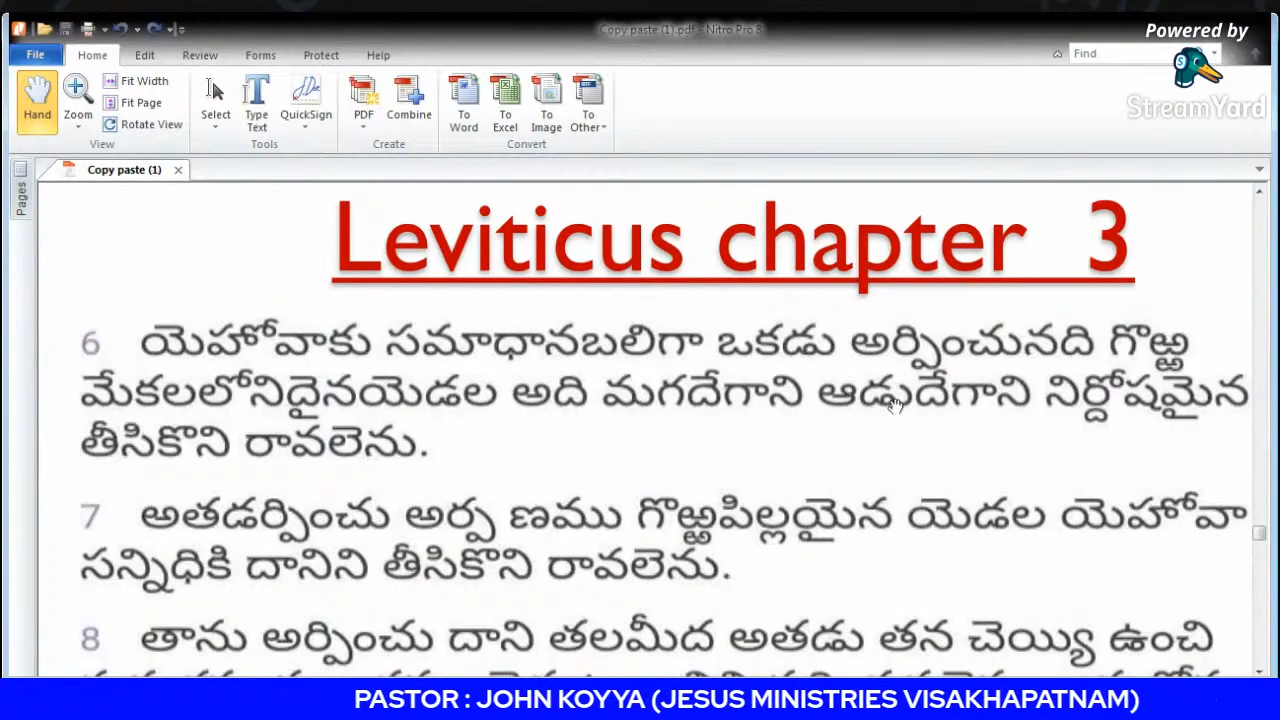 Copy paste (1).pdf - Nitro Pro 8
Powered by
File Home Edit Review Forms Protect Help Find
StreamYard
Hand Zoom Fit Width Fit Page Rotate View Select Type Text QuickSign PDF Combine To Word To Excel To Image To Other
View Tools Create Convert
Pages
Copy paste (1)
Leviticus chapter 3
6 యెహోవాకు సమాధానబలిగా ఒకడు అర్పించునది గొఱ్ఱ
మేకలలోనిదైనయెడల అది మగదేగాని ఆడుదేగాని నిర్దోషమైన
తీసికొని రావలెను.
7 అతడర్పించు అర్ప ణము గొఱ్ఱపిల్లయైన యెడల యెహోవా
సన్నిధికి దానిని తీసికొని రావలెను.
8 తాను అర్పించు దాని తలమీద అతడు తన చెయ్యి ఉంచి
PASTOR : JOHN KOYYA (JESUS MINISTRIES VISAKHAPATNAM)